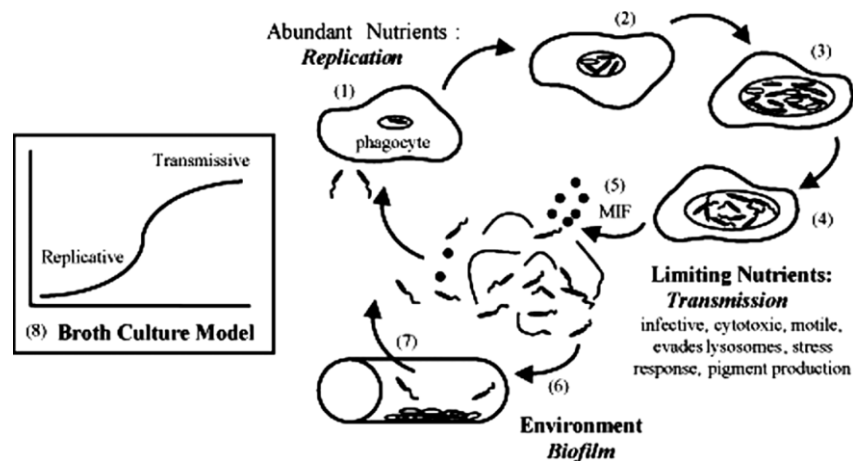 Abundant Nutrients :
Replication
(1)
phagocyte
(2)
(3)
(4)
(5)
MIF
Limiting Nutrients:
Transmission
infective, cytotoxic, motile,
evades lysosomes, stress
response, pigment production
(6)
Environment
Biofilm
(7)
Transmissive
Replicative
(8) Broth Culture Model